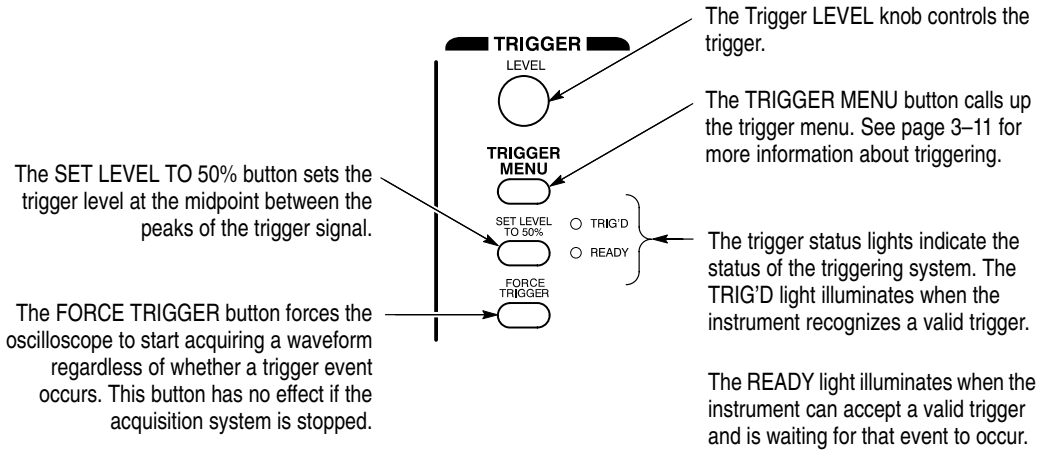 The Trigger LEVEL knob controls the
trigger.
TRIGGER
LEVEL
The TRIGGER MENU button calls up
the trigger menu. See page 3–11 for
more information about triggering.
TRIGGER
MENU
The SET LEVEL TO 50% button sets the
trigger level at the midpoint between the
peaks of the trigger signal.
SET LEVEL
TO 50%
TRIG'D
READY
The trigger status lights indicate the
status of the triggering system. The
TRIG'D light illuminates when the
instrument recognizes a valid trigger.
FORCE
TRIGGER
The FORCE TRIGGER button forces the
oscilloscope to start acquiring a waveform
regardless of whether a trigger event
occurs. This button has no effect if the
acquisition system is stopped.
The READY light illuminates when the
instrument can accept a valid trigger
and is waiting for that event to occur.